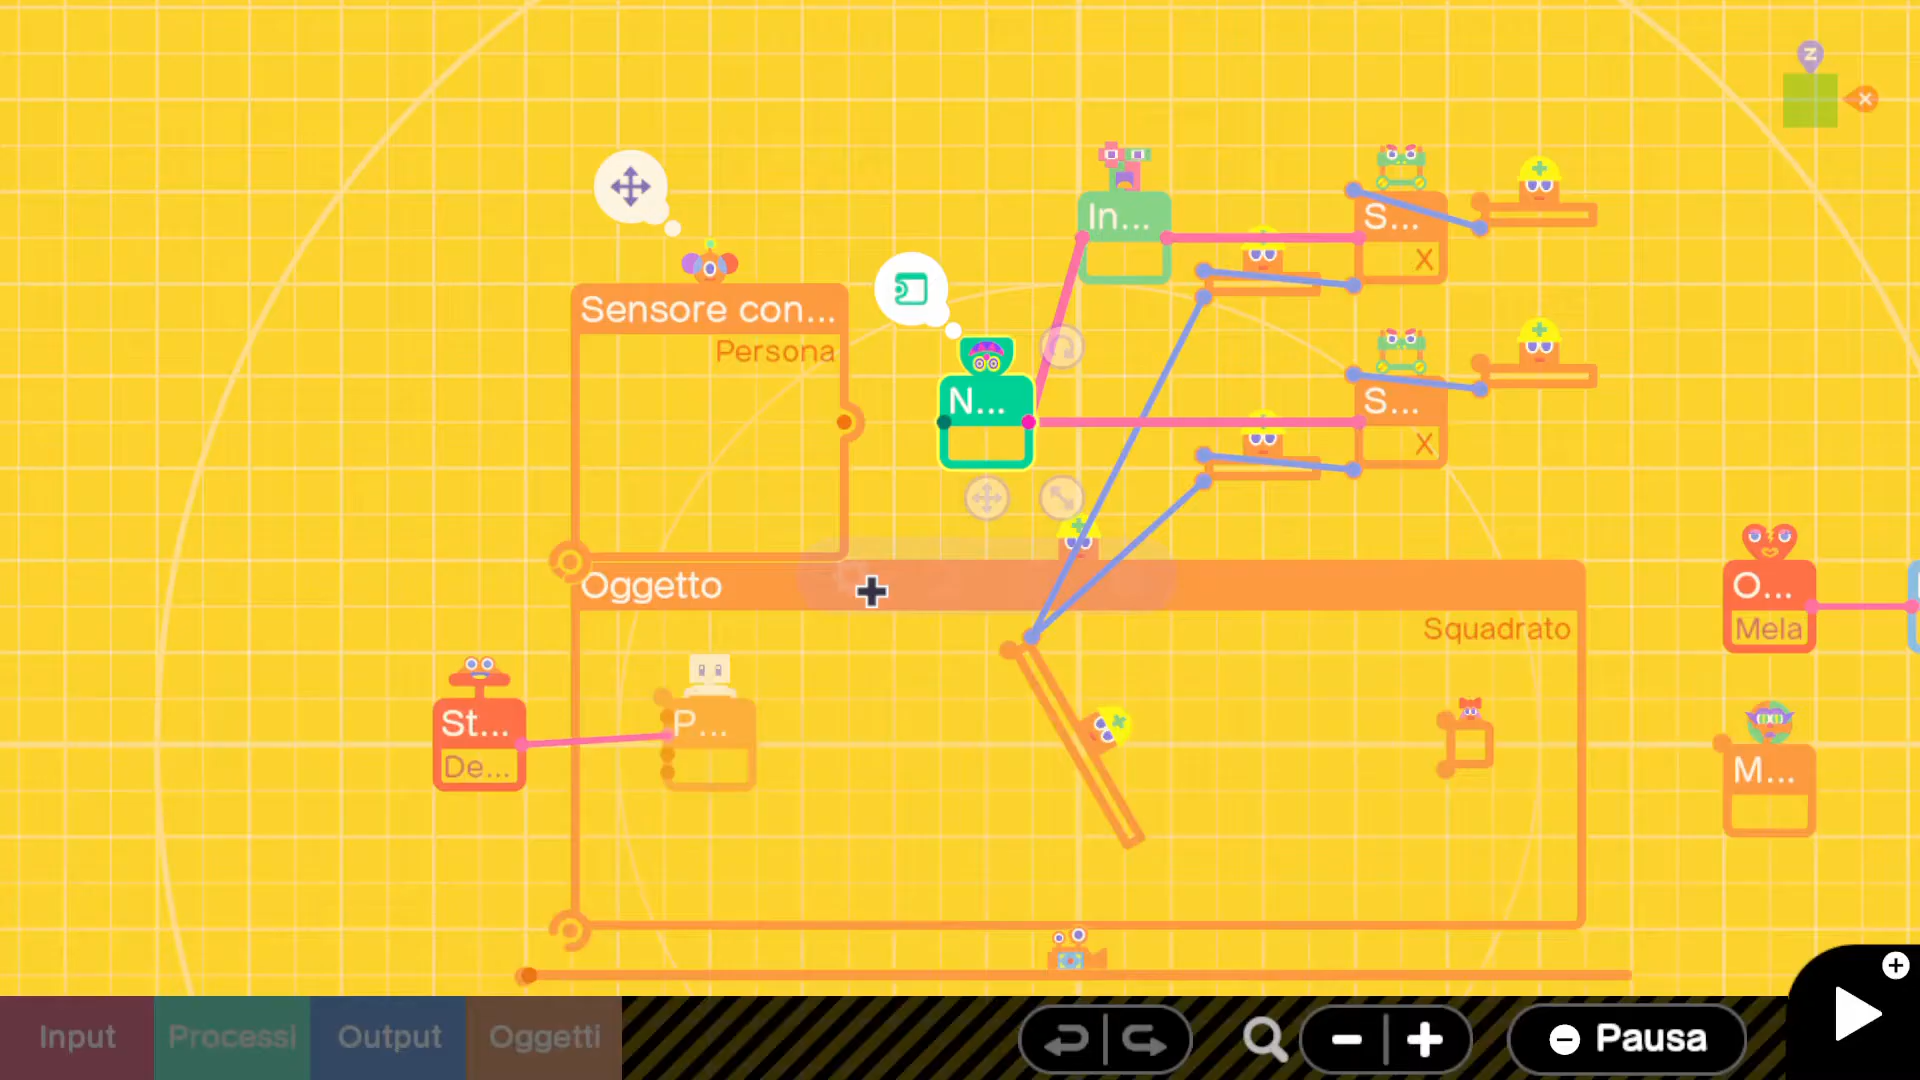 Z
X
In...
S...
X
Sensore con...
Persona
N...
S...
X
Oggetto
Squadrato
O...
Mela
St...
De...
P...
M...
Input
Processi
Output
Oggetti
Pausa